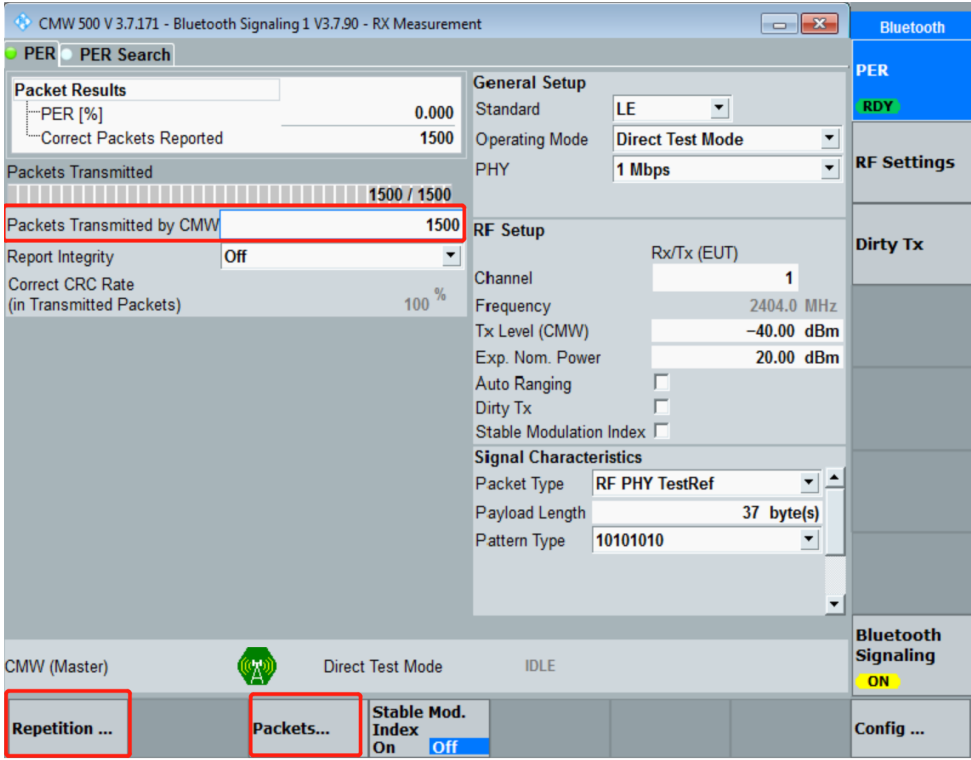 CMW 500 V 3.7.171 - Bluetooth Signaling 1 V3.7.90 - RX Measurement
PER
PER Search
Packet Results
PER [%] 0.000
Correct Packets Reported 1500
Packets Transmitted
1500 / 1500
Packets Transmitted by CMW 1500
Report Integrity Off
Correct CRC Rate
(in Transmitted Packets) 100 %
General Setup
Standard LE
Operating Mode Direct Test Mode
PHY 1 Mbps
RF Setup
Rx/Tx (EUT)
Channel 1
Frequency 2404.0 MHz
Tx Level (CMW) −40.00 dBm
Exp. Nom. Power 20.00 dBm
Auto Ranging
Dirty Tx
Stable Modulation Index
Signal Characteristics
Packet Type RF PHY TestRef
Payload Length 37 byte(s)
Pattern Type 10101010
CMW (Master) Direct Test Mode IDLE
Repetition ...
Packets...
Stable Mod.
Index
On Off
Bluetooth
PER
RDY
RF Settings
Dirty Tx
Bluetooth
Signaling
ON
Config ...